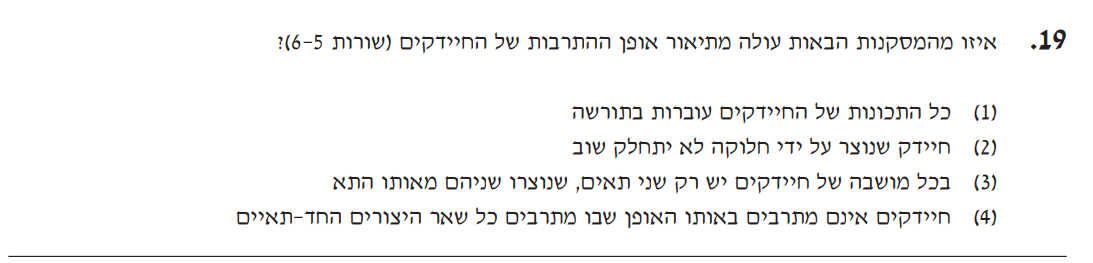 19. איזו מהמסקנות הבאות עולה מתיאור אופן ההתרבות של החיידקים (שורות 6-5)?
(1) כל התכונות של החיידקים עוברות בתורשה
(2) חיידק שנוצר על ידי חלוקה לא יתחלק שוב
(3) בכל מושבה של חיידקים יש רק שני תאים, שנוצרו שניהם מאותו התא
(4) חיידקים אינם מתרבים באותו האופן שבו מתרבים כל שאר היצורים החד-תאיים